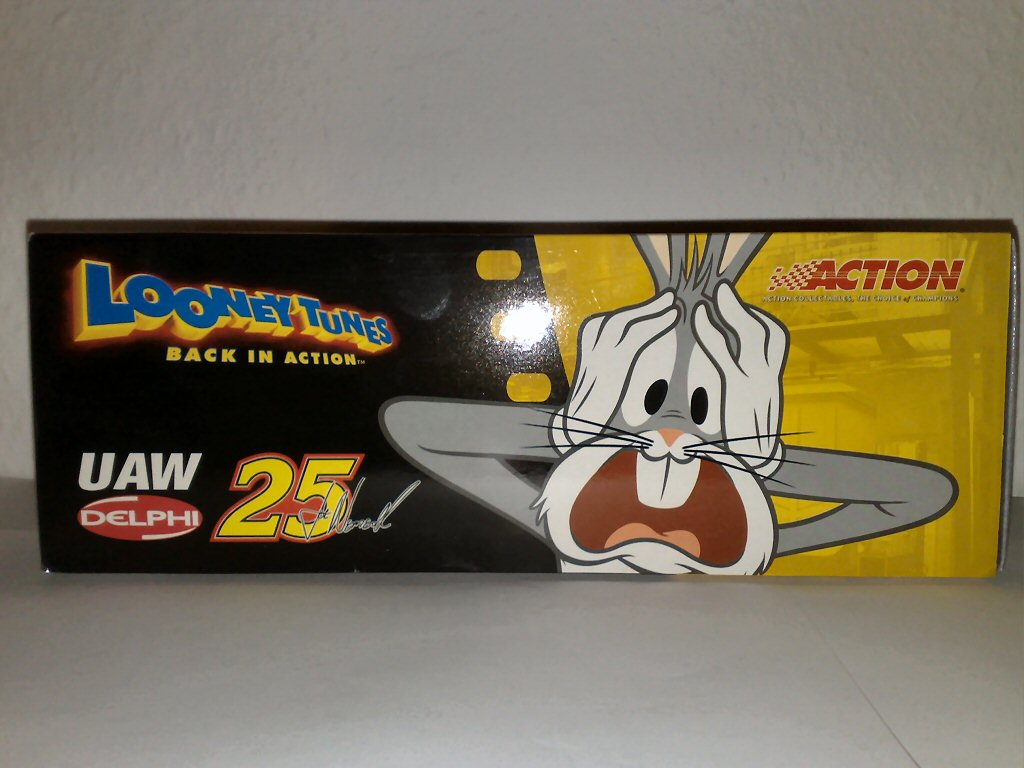 LOONEY TUNES
BACK IN ACTION™
ACTION®
ACTION COLLECTABLES, THE CHOICE of CHAMPIONS
UAW
DELPHI
25